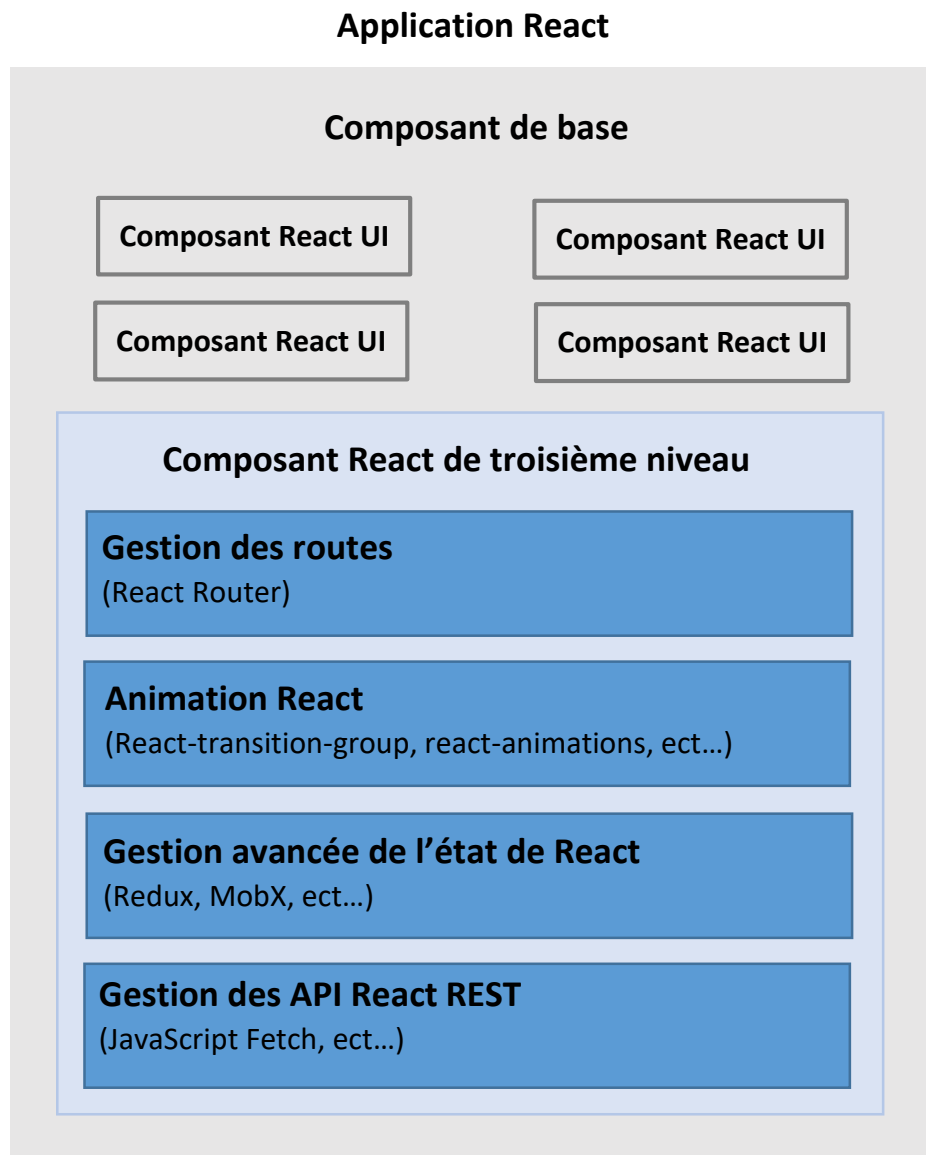 Application React
Composant de base
Composant React UI
Composant React UI
Composant React UI
Composant React UI
Composant React de troisième niveau
Gestion des routes
(React Router)
Animation React
(React-transition-group, react-animations, ect…)
Gestion avancée de l’état de React
(Redux, MobX, ect…)
Gestion des API React REST
(JavaScript Fetch, ect…)